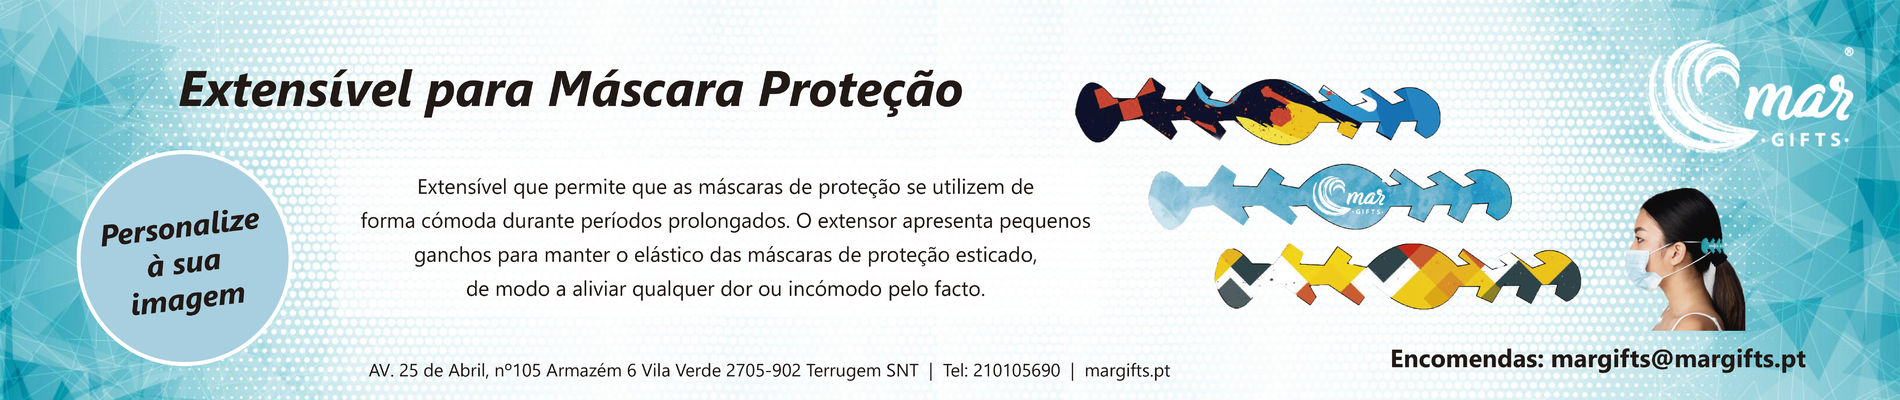 Extensível para Máscara Proteção
Personalize
à sua
imagem
Extensível que permite que as máscaras de proteção se utilizem de
forma cómoda durante períodos prolongados. O extensor apresenta pequenos
ganchos para manter o elástico das máscaras de proteção esticado,
de modo a aliviar qualquer dor ou incómodo pelo facto.
AV. 25 de Abril, nº105 Armazém 6 Vila Verde 2705-902 Terrugem SNT | Tel: 210105690 | margifts.pt
mar
·GIFTS·
mar®
·GIFTS·
Encomendas: margifts@margifts.pt